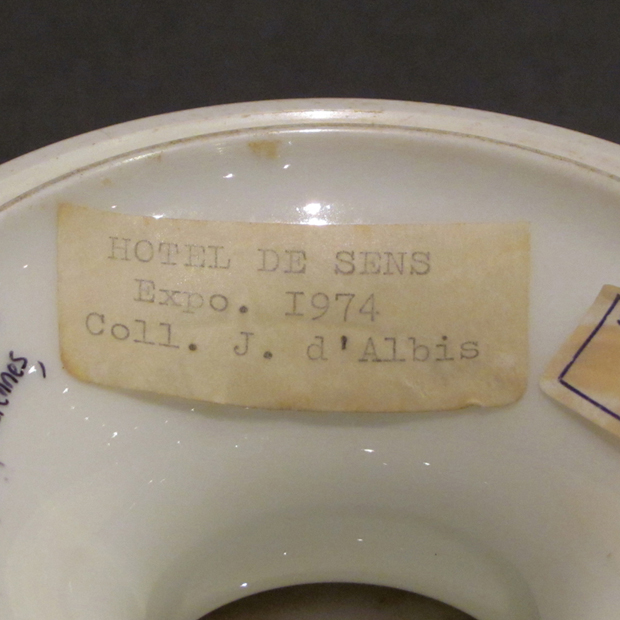 HOTEL DE SENS
Expo. I974
Coll. J. d'Albis